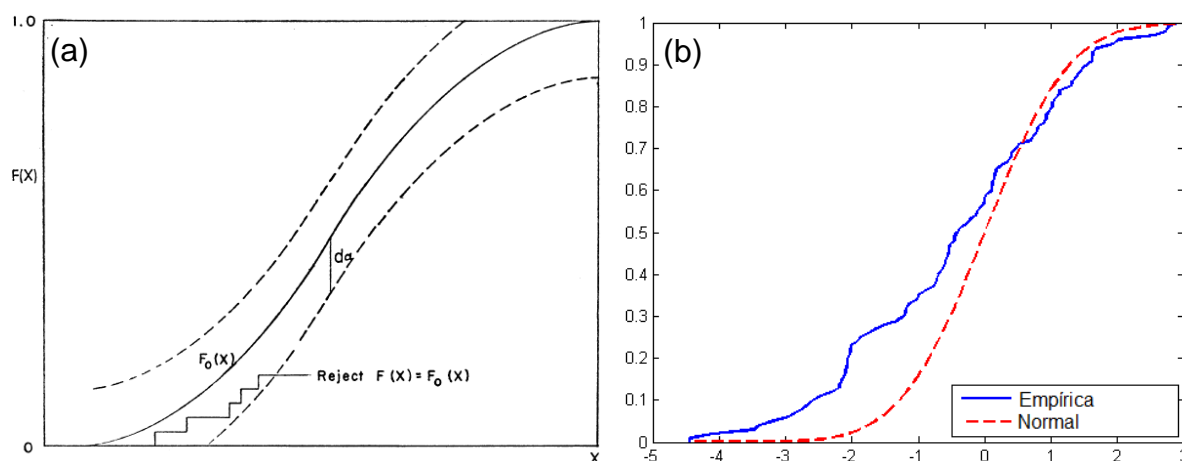 (a)
1.0
F(X)
0
X
F₀(X)
dα
Reject F(X)=F₀(X)
(b)
1
0.9
0.8
0.7
0.6
0.5
0.4
0.3
0.2
0.1
0
-5 -4 -3 -2 -1 0 1 2 3
Empírica
Normal